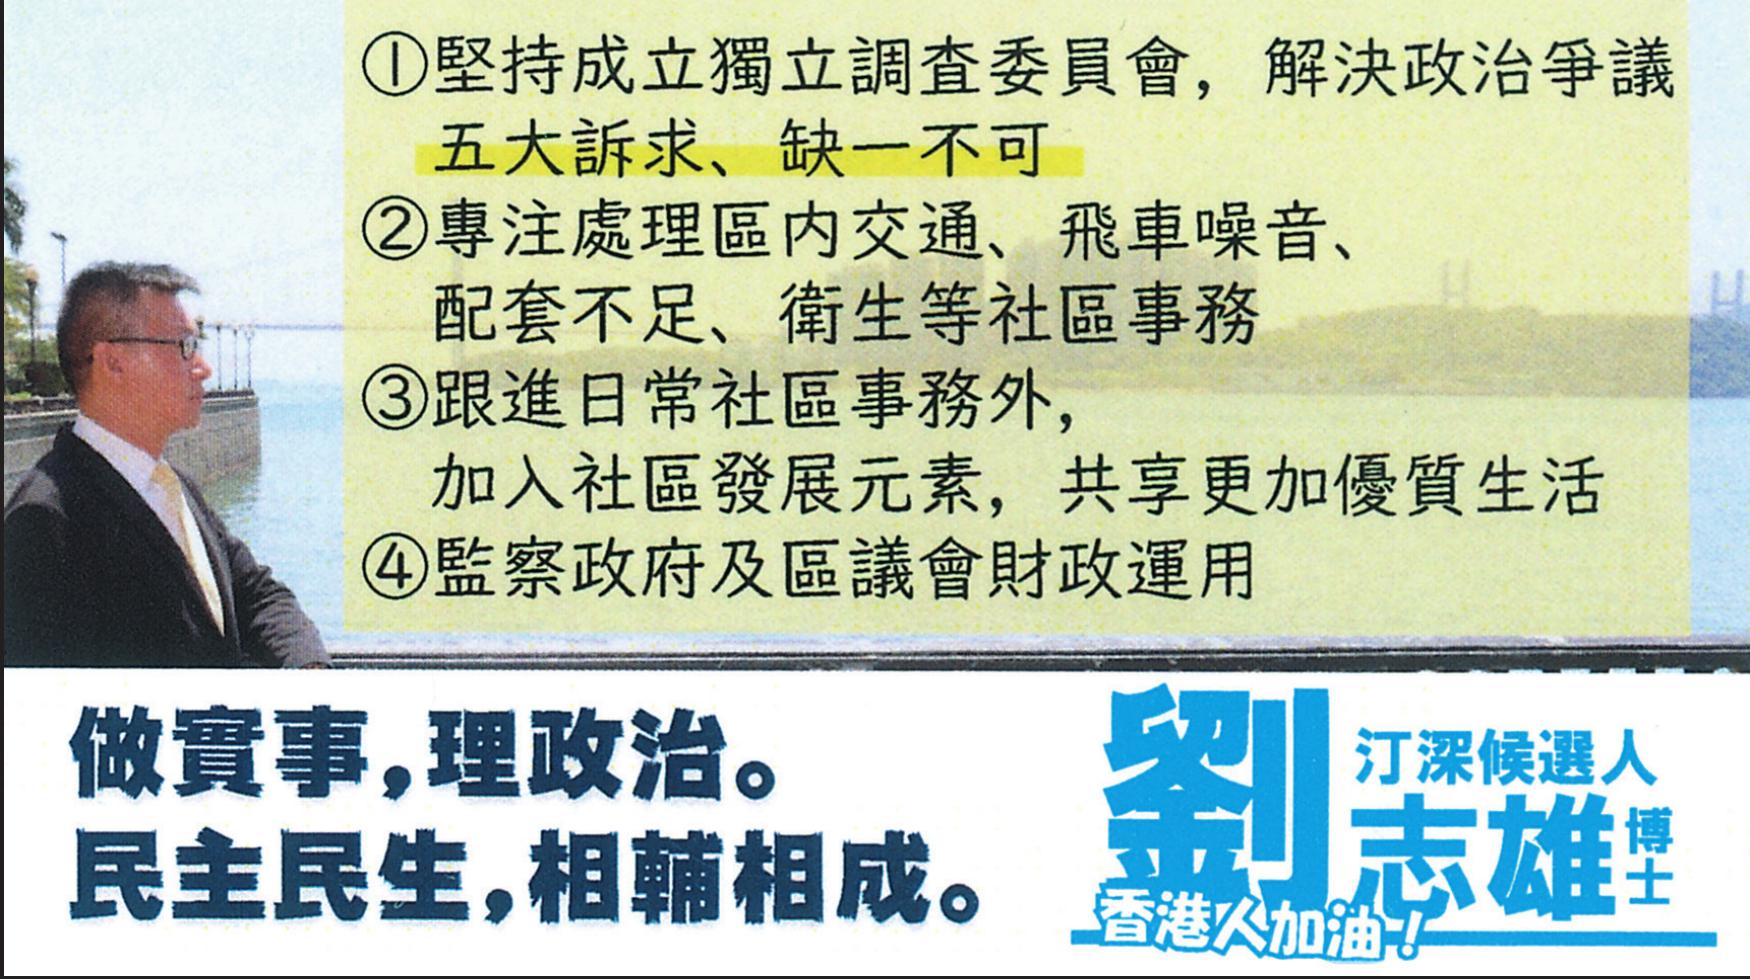 ①堅持成立獨立調查委員會，解決政治爭議
五大訴求、缺一不可
②專注處理區內交通、飛車噪音、
配套不足、衛生等社區事務
③跟進日常社區事務外，
加入社區發展元素，共享更加優質生活
④監察政府及區議會財政運用
做實事，理政治。
民主民生，相輔相成。
汀深候選人
劉志雄博士
香港人加油！